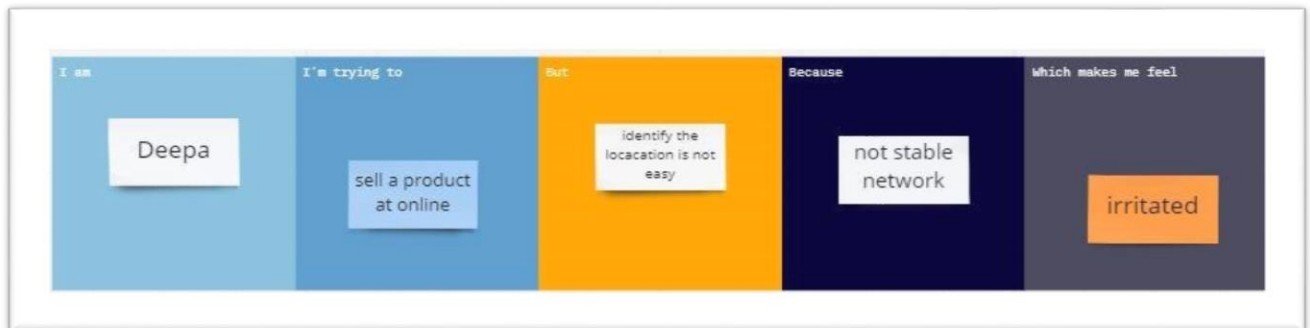 I am
Deepa
I'm trying to
sell a product
at online
But
identify the
locacation is not
easy
Because
not stable
network
Which makes me feel
irritated